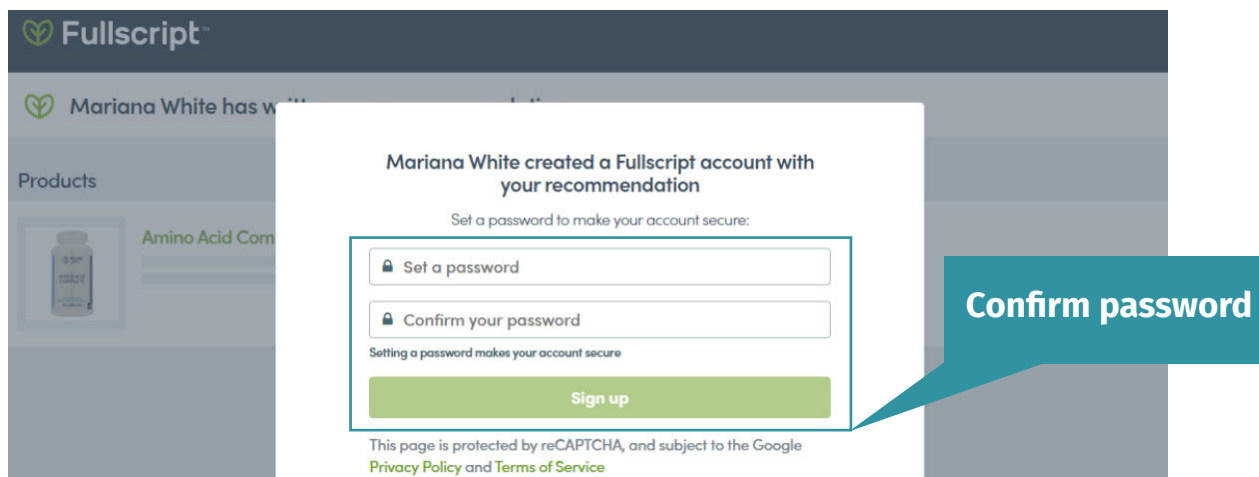 Fullscript
Mariana White has
Products
Amino Acid Com
Mariana White created a Fullscript account with
your recommendation
Set a password to make your account secure:
Set a password
Confirm your password
Setting a password makes your account secure
Sign up
This page is protected by reCAPTCHA, and subject to the Google
Privacy Policy and Terms of Service
Confirm password